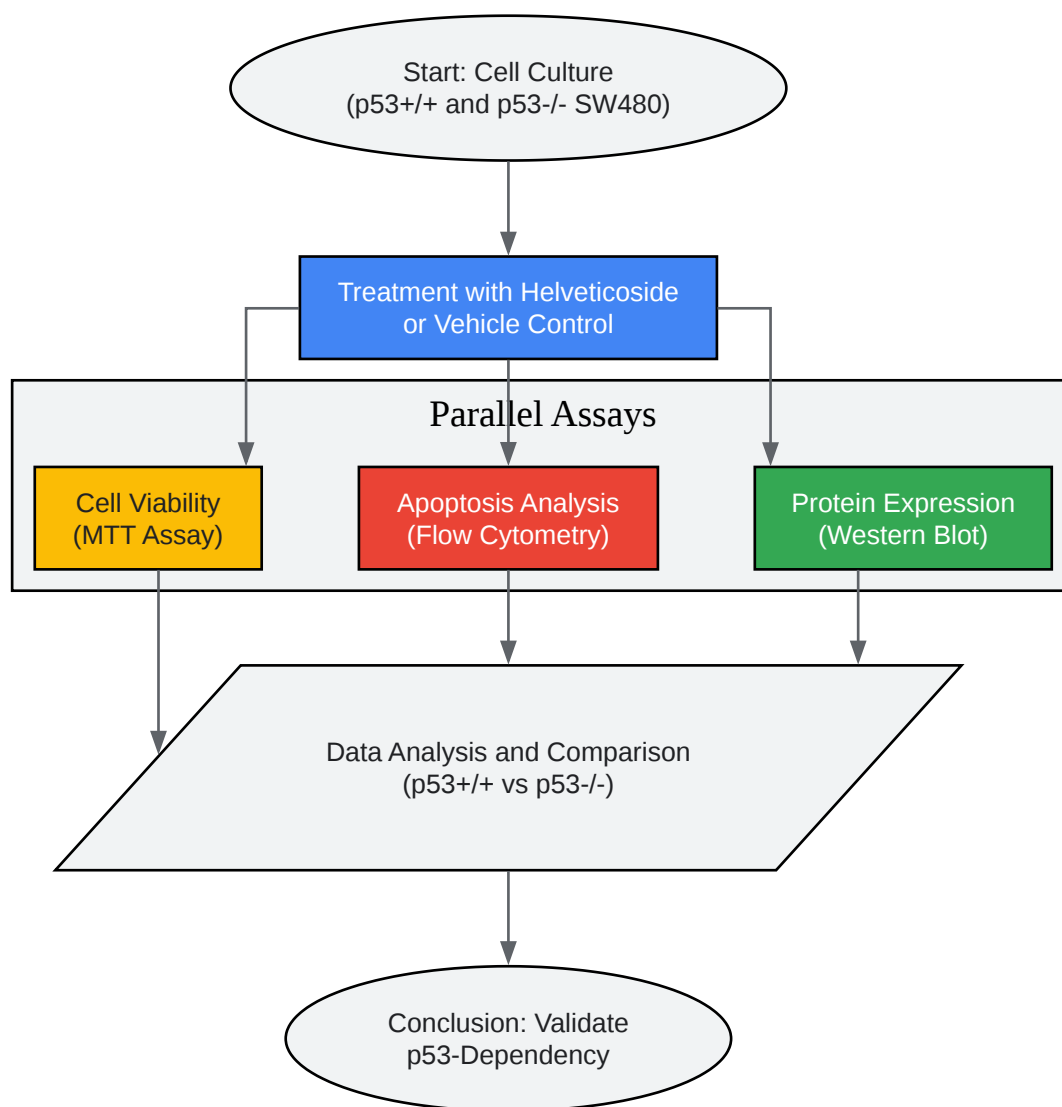 Start: Cell Culture
(p53+/+ and p53-/- SW480)
Treatment with Helveticoside
or Vehicle Control
Parallel Assays
Cell Viability
(MTT Assay)
Apoptosis Analysis
(Flow Cytometry)
Protein Expression
(Western Blot)
Data Analysis and Comparison
(p53+/+ vs p53-/-)
Conclusion: Validate
p53-Dependency